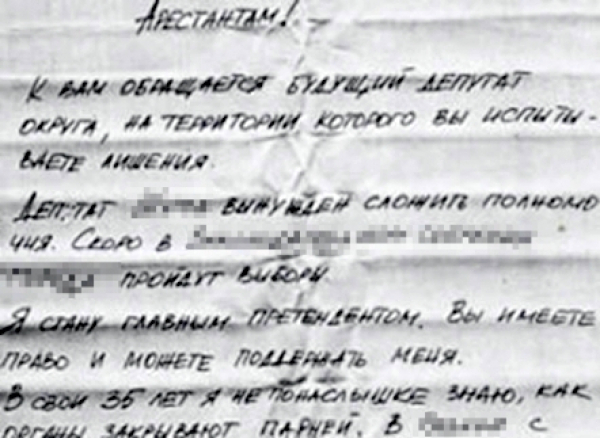 Арестантам!
К вам обращается будущий депутат
округа, на территории которого вы испыты-
ваете лишения.
Депутат вынужден сложить полномо
чия. Скоро в
пройдут выборы.
Я стану главным претендентом. Вы имеете
право и можете поддержать меня.
В свои 35 лет я не понаслышке знаю, как
органы закрывают парней. В с